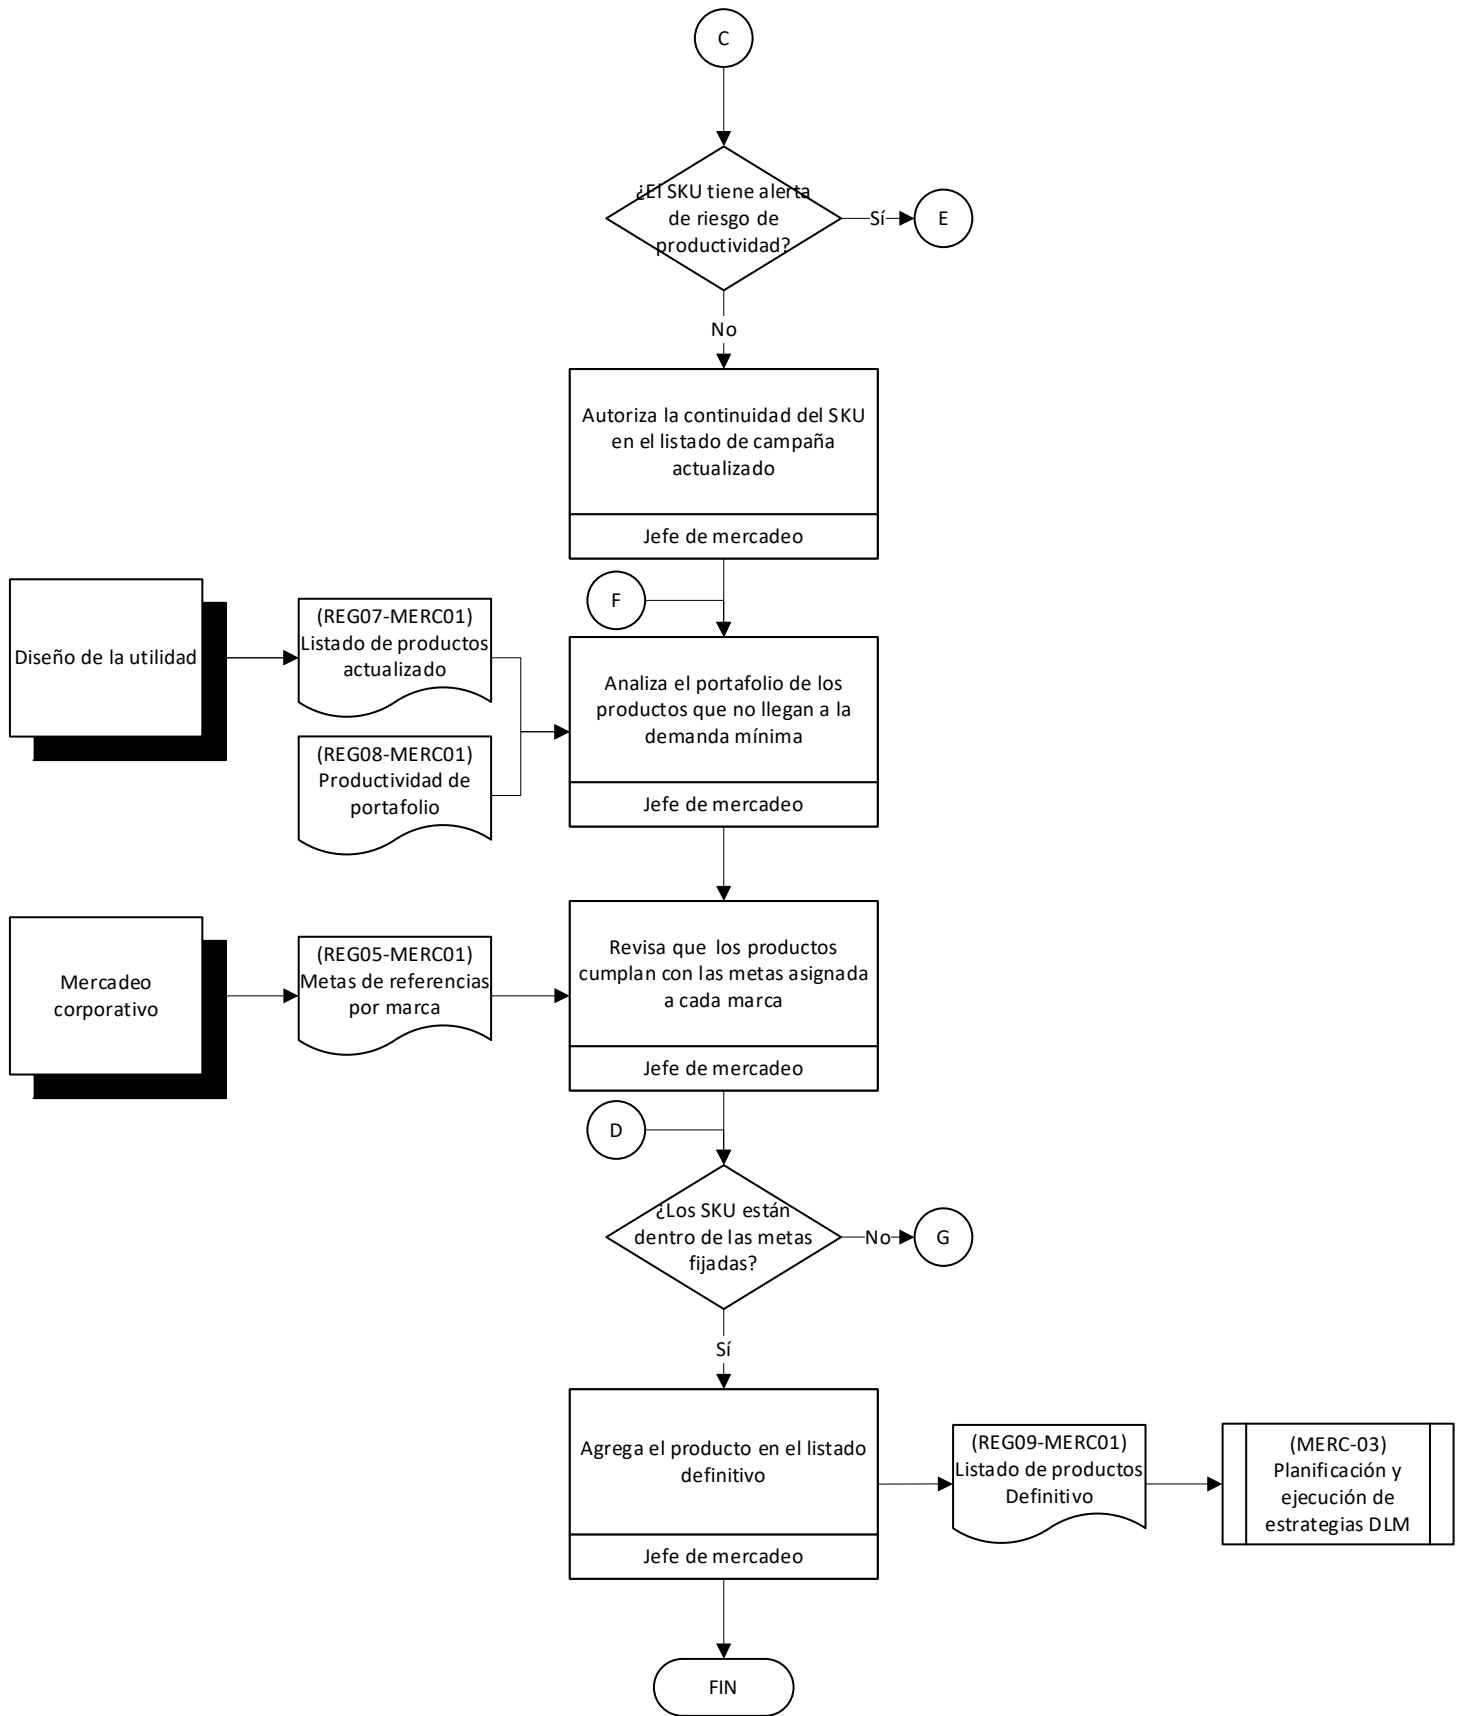 C
¿El SKU tiene alerta
de riesgo de
productividad?
Sí
E
No
Autoriza la continuidad del SKU
en el listado de campaña
actualizado
Jefe de mercadeo
F
Diseño de la utilidad
(REG07-MERC01)
Listado de productos
actualizado
(REG08-MERC01)
Productividad de
portafolio
Analiza el portafolio de los
productos que no llegan a la
demanda mínima
Jefe de mercadeo
Mercadeo
corporativo
(REG05-MERC01)
Metas de referencias
por marca
Revisa que los productos
cumplan con las metas asignada
a cada marca
Jefe de mercadeo
D
¿Los SKU están
dentro de las metas
fijadas?
No
G
Sí
Agrega el producto en el listado
definitivo
Jefe de mercadeo
(REG09-MERC01)
Listado de productos
Definitivo
(MERC-03)
Planificación y
ejecución de
estrategias DLM
FIN